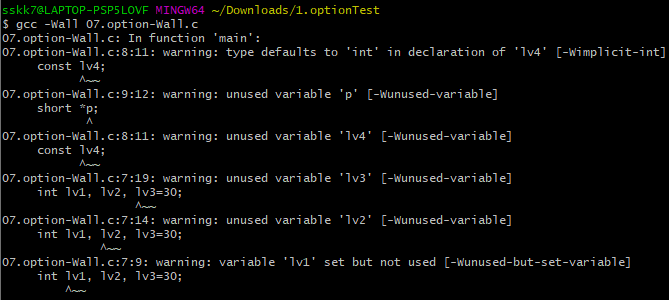 sskk7@LAPTOP-PSP5LOVF MINGW64 ~/Downloads/1.optionTest
$ gcc -Wall 07.option-Wall.c
07.option-Wall.c: In function 'main':
07.option-Wall.c:8:11: warning: type defaults to 'int' in declaration of 'lv4' [-Wimplicit-int]
     const lv4;
           ^~~
07.option-Wall.c:9:12: warning: unused variable 'p' [-Wunused-variable]
     short *p;
            ^
07.option-Wall.c:8:11: warning: unused variable 'lv4' [-Wunused-variable]
     const lv4;
           ^~~
07.option-Wall.c:7:19: warning: unused variable 'lv3' [-Wunused-variable]
     int lv1, lv2, lv3=30;
                   ^~~
07.option-Wall.c:7:14: warning: unused variable 'lv2' [-Wunused-variable]
     int lv1, lv2, lv3=30;
              ^~~
07.option-Wall.c:7:9: warning: variable 'lv1' set but not used [-Wunused-but-set-variable]
     int lv1, lv2, lv3=30;
         ^~~